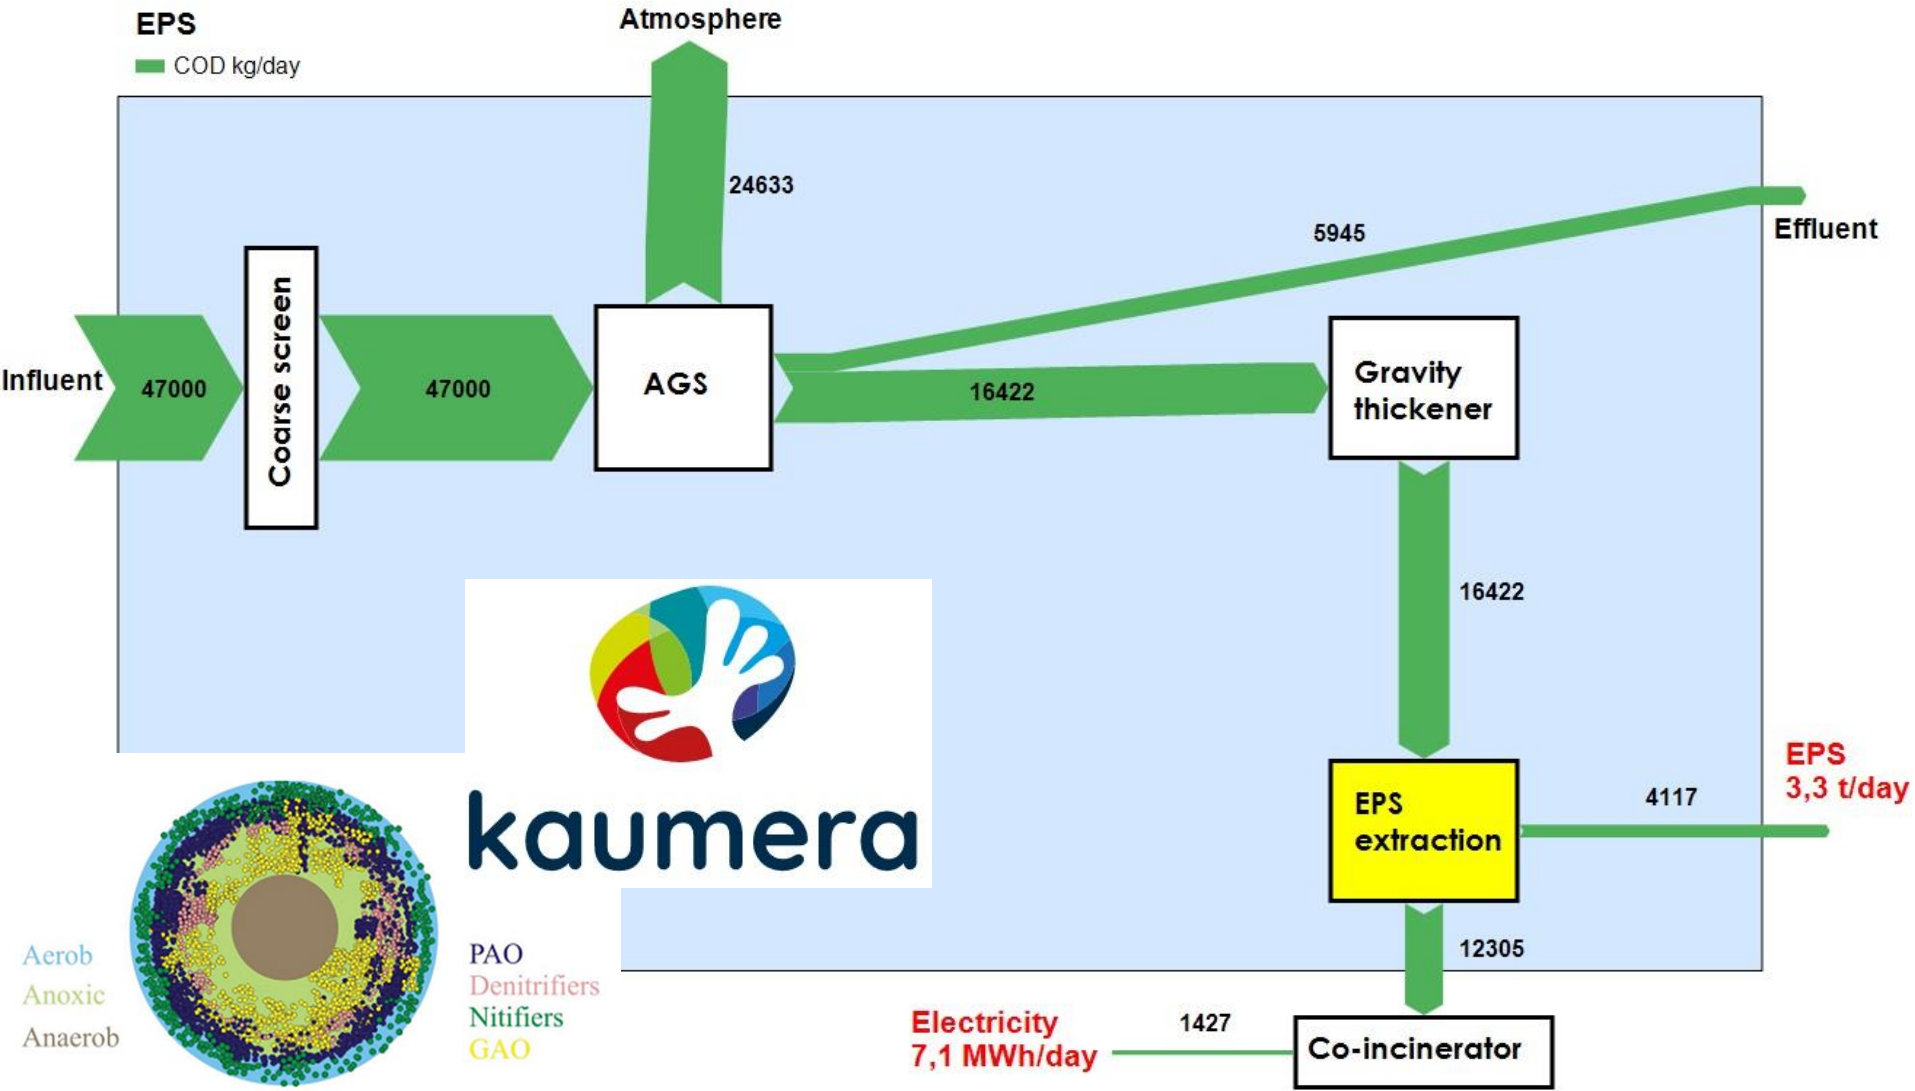 EPS
COD kg/day
Atmosphere
24633
5945
Effluent
Influent
47000
Coarse screen
47000
AGS
16422
Gravity
thickener
16422
kaumera
EPS
extraction
4117
EPS
3,3 t/day
12305
Aerob
Anoxic
Anaerob
PAO
Denitrifiers
Nitifiers
GAO
Electricity
7,1 MWh/day
1427
Co-incinerator